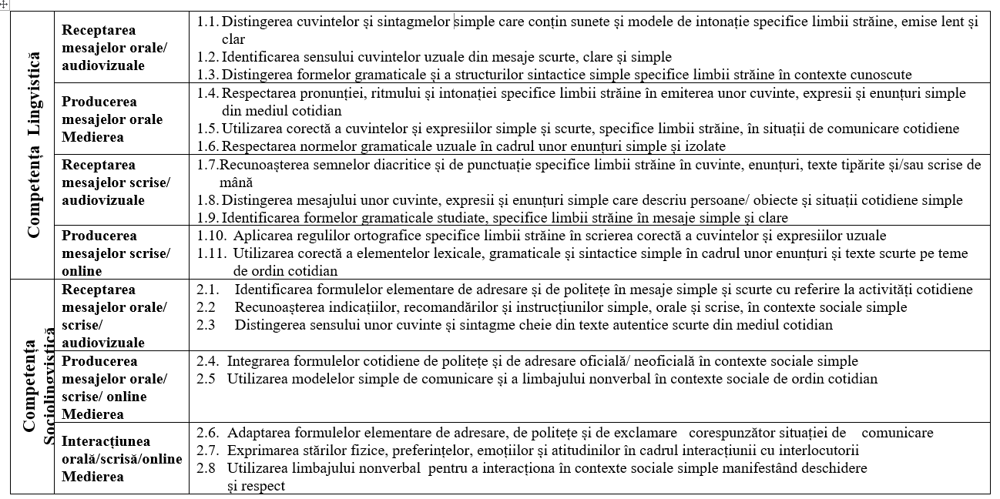 Competența Lingvistică
Receptarea
mesajelor orale/
audiovizuale
1.1. Distingerea cuvintelor și sintagmelor simple care conțin sunete și modele de intonație specifice limbii străine, emise lent și
clar
1.2. Identificarea sensului cuvintelor uzuale din mesaje scurte, clare și simple
1.3. Distingerea formelor gramaticale și a structurilor sintactice simple specifice limbii străine în contexte cunoscute
Producerea
mesajelor orale
Medierea
1.4. Respectarea pronunției, ritmului și intonației specifice limbii străine în emiterea unor cuvinte, expresii și enunțuri simple
din mediul cotidian
1.5. Utilizarea corectă a cuvintelor și expresiilor simple și scurte, specifice limbii străine, în situații de comunicare cotidiene
1.6. Respectarea normelor gramaticale uzuale în cadrul unor enunțuri simple și izolate
Receptarea
mesajelor scrise/
audiovizuale
1.7.Recunoașterea semnelor diacritice și de punctuație specifice limbii străine în cuvinte, enunțuri, texte tipărite și/sau scrise de
mână
1.8. Distingerea mesajului unor cuvinte, expresii și enunțuri simple care descriu persoane/ obiecte și situații cotidiene simple
1.9. Identificarea formelor gramaticale studiate, specifice limbii străine în mesaje simple și clare
Producerea
mesajelor scrise/
online
1.10. Aplicarea regulilor ortografice specifice limbii străine în scrierea corectă a cuvintelor și expresiilor uzuale
1.11. Utilizarea corectă a elementelor lexicale, gramaticale și sintactice simple în cadrul unor enunțuri și texte scurte pe teme
de ordin cotidian
Competența
Sociolingvistică
Receptarea
mesajelor orale/
scrise/
audiovizuale
2.1. Identificarea formulelor elementare de adresare și de politețe în mesaje simple și scurte cu referire la activități cotidiene
2.2 Recunoașterea indicațiilor, recomandărilor și instrucțiunilor simple, orale și scrise, în contexte sociale simple
2.3 Distingerea sensului unor cuvinte și sintagme cheie din texte autentice scurte din mediul cotidian
Producerea
mesajelor orale/
scrise/ online
Medierea
2.4. Integrarea formulelor cotidiene de politețe și de adresare oficială/ neoficială în contexte sociale simple
2.5 Utilizarea modelelor simple de comunicare și a limbajului nonverbal în contexte sociale de ordin cotidian
Interacțiunea
orală/scrisă/online
Medierea
2.6. Adaptarea formulelor elementare de adresare, de politețe și de exclamare corespunzător situației de comunicare
2.7. Exprimarea stărilor fizice, preferințelor, emoțiilor și atitudinilor în cadrul interacțiunii cu interlocutorii
2.8 Utilizarea limbajului nonverbal pentru a interacționa în contexte sociale simple manifestând deschidere
și respect